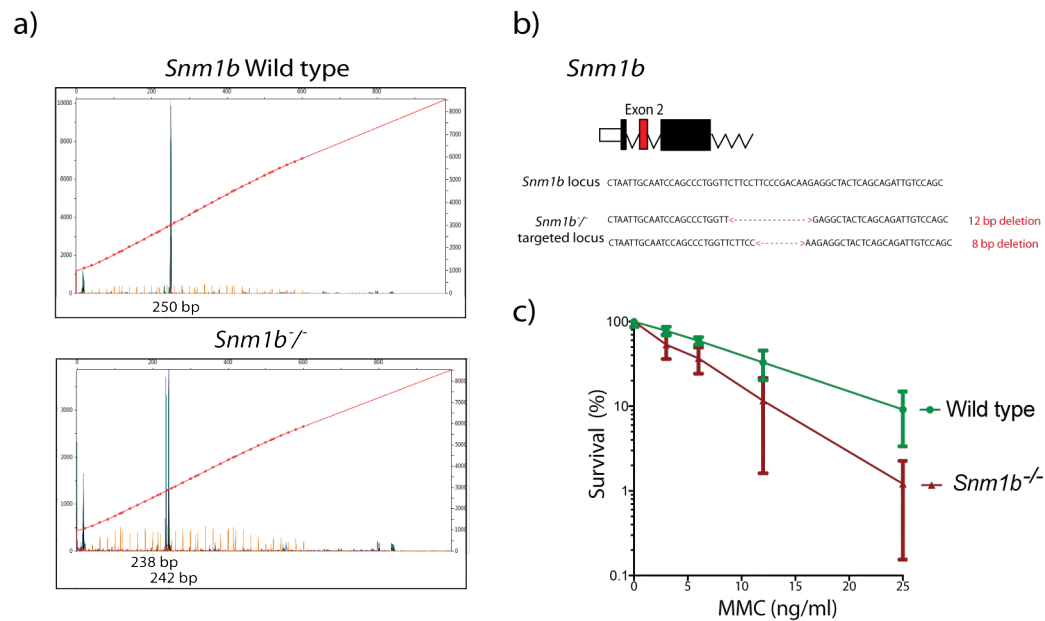 a)
Snm1b Wild type
0 200 400 600 800
10000
8000
6000
4000
2000
0
8000
7000
6000
5000
4000
3000
2000
1000
0
250 bp
Snm1b-/-
0 200 400 600 800
3000
2000
1000
0
8000
7000
6000
5000
4000
3000
2000
1000
0
238 bp
242 bp
b)
Snm1b
Exon 2
Snm1b locus CTAATTGCAATCCAGCCCTGGTTCTTCCTTCCCGACAAGAGGCTACTCAGCAGATTGTCCAGC
Snm1b-/-
targeted locus
CTAATTGCAATCCAGCCCTGGTT<-------------->GAGGCTACTCAGCAGATTGTCCAGC 12 bp deletion
CTAATTGCAATCCAGCCCTGGTTCTTCC<-------->AAGAGGCTACTCAGCAGATTGTCCAGC 8 bp deletion
c)
Survival (%)
100
10
1
0.1
0 5 10 15 20 25
MMC (ng/ml)
Wild type
Snm1b-/-